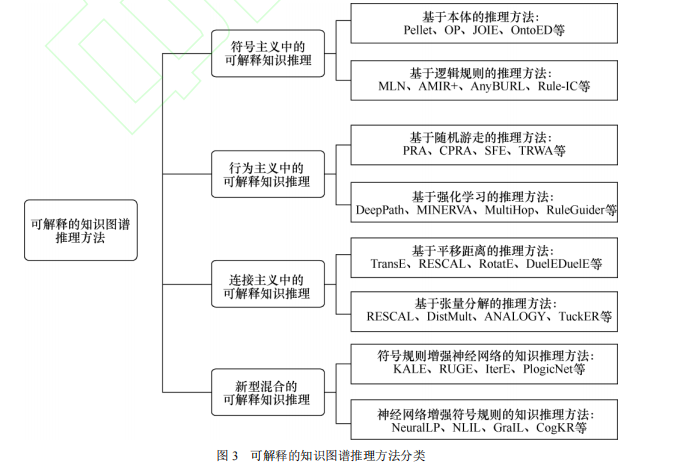 可解释的知识图谱
推理方法
符号主义中的
可解释知识推理
基于本体的推理方法：
Pellet、OP、JOIE、OntoED等
基于逻辑规则的推理方法：
MLN、AMIR+、AnyBURL、Rule-IC等
行为主义中的
可解释知识推理
基于随机游走的推理方法：
PRA、CPRA、SFE、TRWA等
基于强化学习的推理方法：
DeepPath、MINERVA、MultiHop、RuleGuider等
连接主义中的
可解释知识推理
基于平移距离的推理方法：
TransE、RESCAL、RotatE、DuelEDuelE等
基于张量分解的推理方法：
RESCAL、DistMult、ANALOGY、TuckER等
新型混合的
可解释知识推理
符号规则增强神经网络的知识推理方法：
KALE、RUGE、IterE、PlogicNet等
神经网络增强符号规则的知识推理方法：
NeuralLP、NLIL、GraIL、CogKR等
图 3 可解释的知识图谱推理方法分类